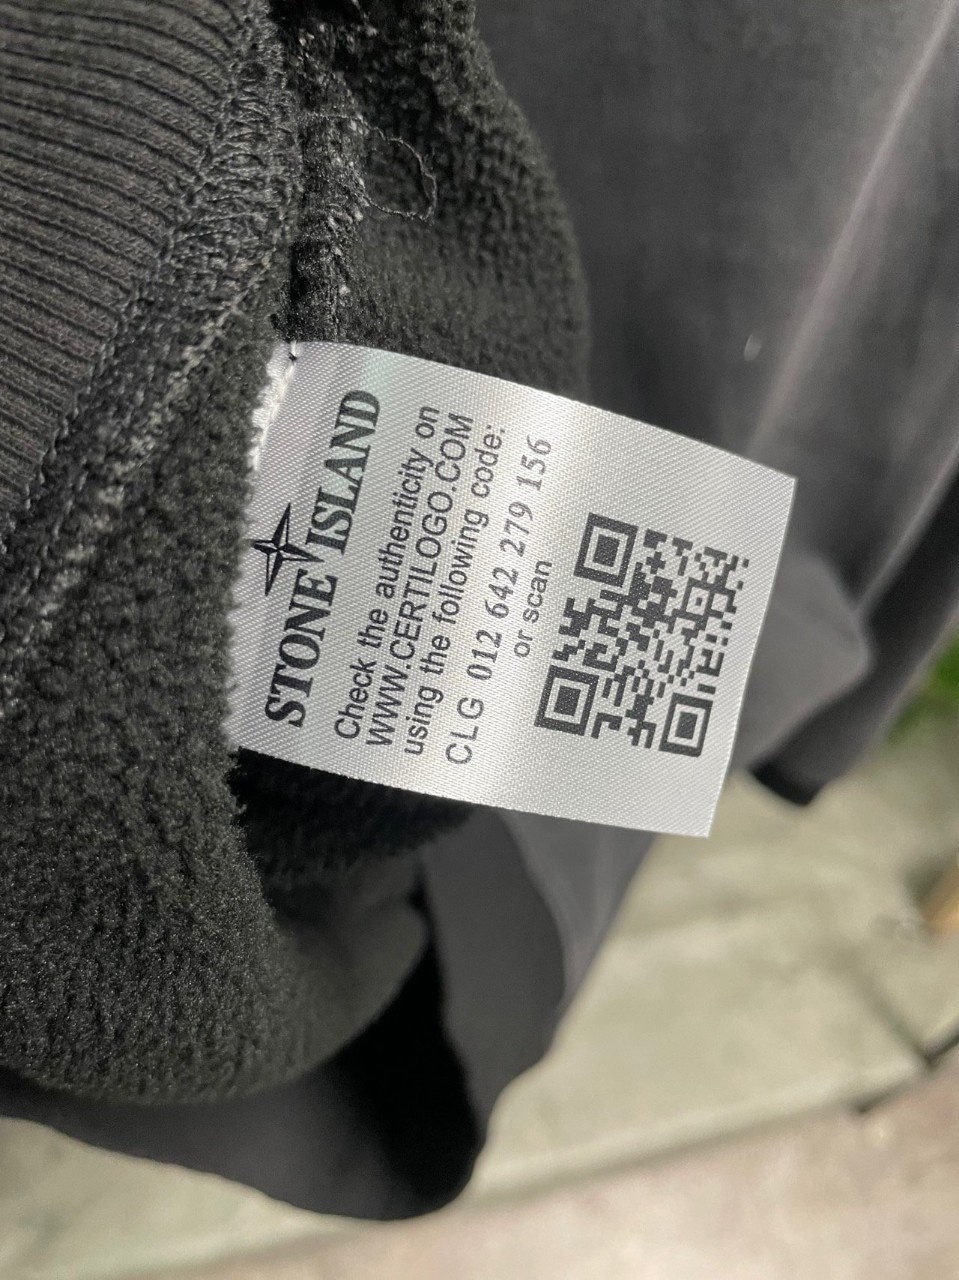 STONE ISLAND
Check the authenticity on
WWW.CERTILOGO.COM
using the following code:
CLG 012 642 279 156
or scan